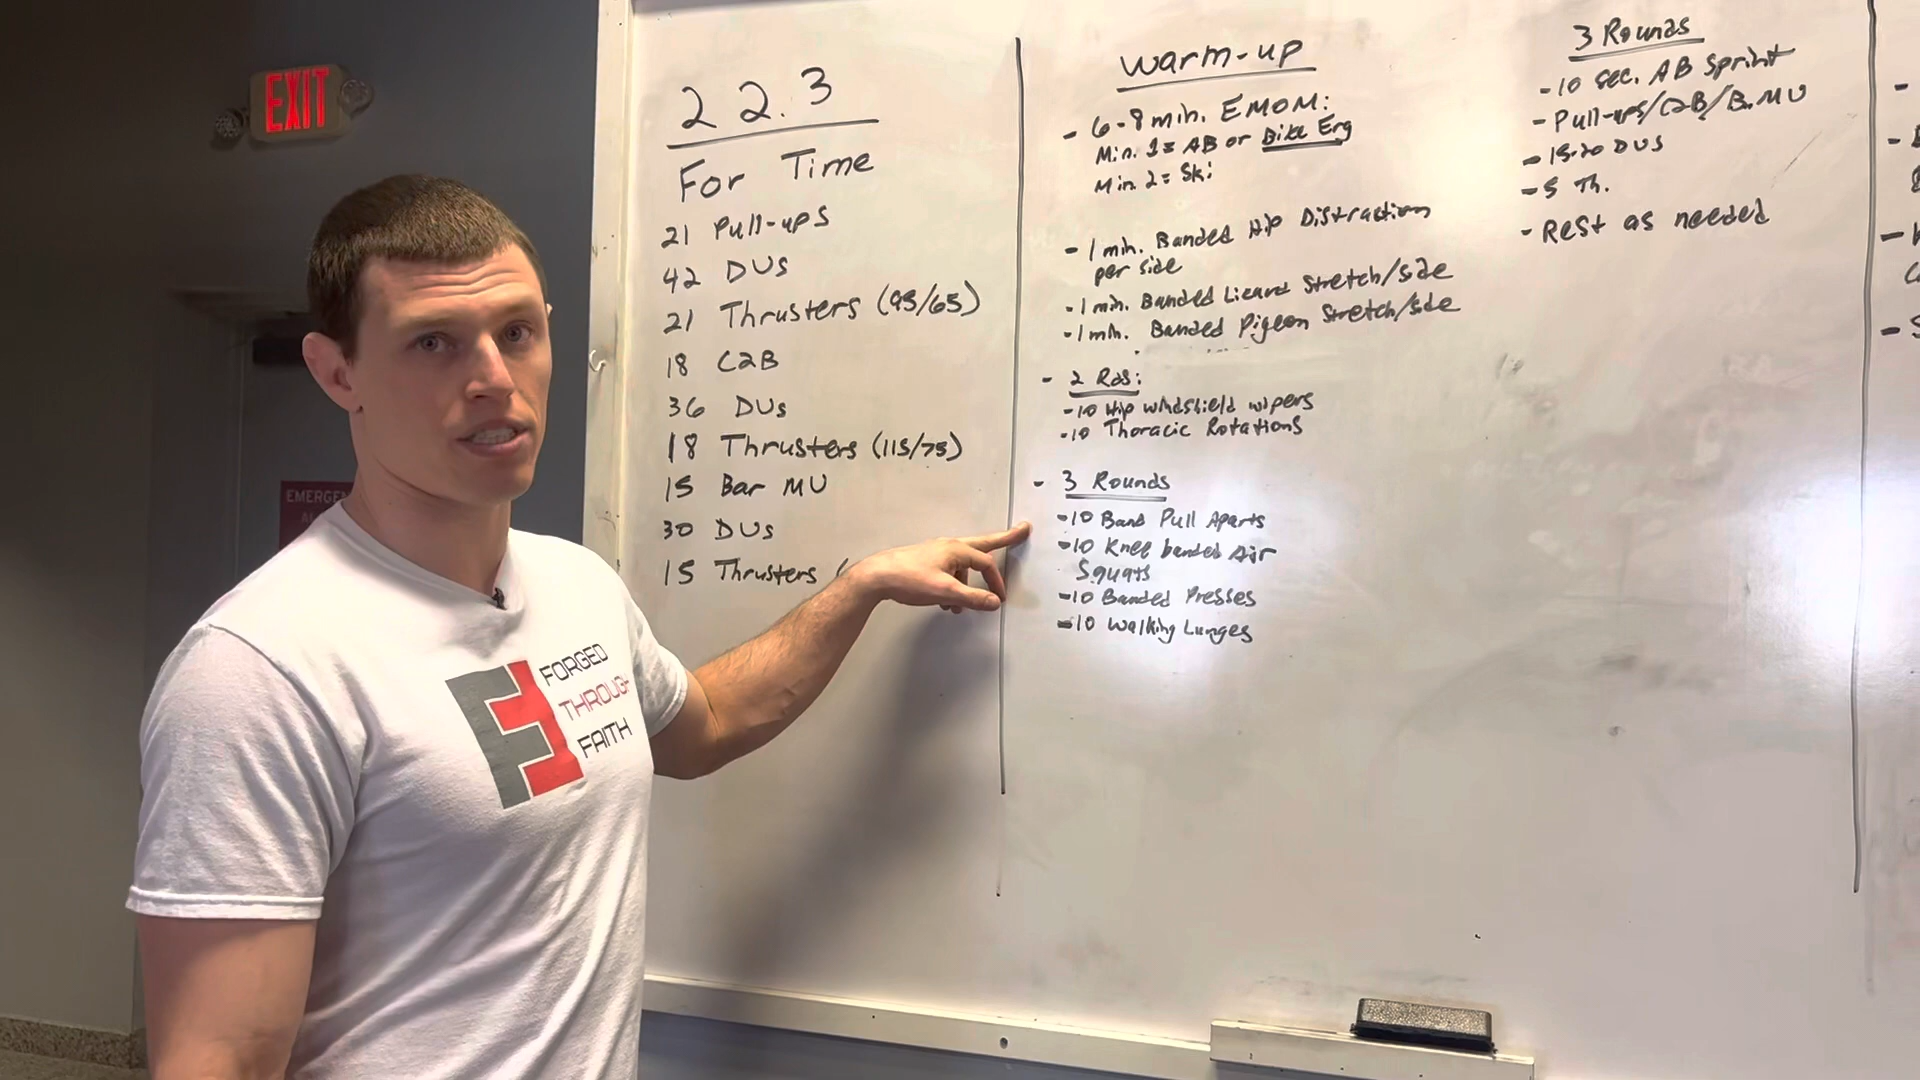 EXIT
EMERGEN
22.3
For Time
21 Pull-ups
42 DUs
21 Thrusters (95/65)
18 C2B
36 DUs
18 Thrusters (115/75)
15 Bar MU
30 DUs
15 Thrusters (
FORGED
THROUGH
FAITH
Warm-up
- 6-8 min. EMOM:
Min. 1= AB or Bike Erg
Min. 2= Ski
- 1 min. Banded Hip Distraction
per side
- 1 min. Banded Lizard Stretch/side
- 1 min. Banded Pigeon Stretch/side
- 2 Rds:
- 10 Hip windshield wipers
- 10 Thoracic Rotations
- 3 Rounds
- 10 Band Pull Aparts
- 10 Knee banded Air
Squats
- 10 Banded Presses
- 10 Walking Lunges
3 Rounds
- 10 sec. AB Sprint
- Pull-ups/C2B/B.MU
- 15-20 DUs
- 5 Th.
- Rest as needed